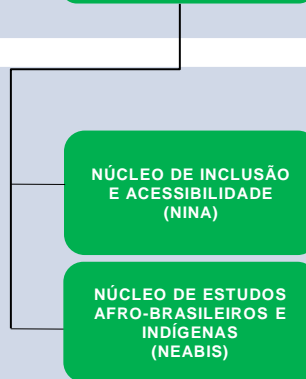 NÚCLEO DE INCLUSÃO
E ACESSIBILIDADE
(NINA)
NÚCLEO DE ESTUDOS
AFRO-BRASILEIROS E
INDÍGENAS
(NEABIS)